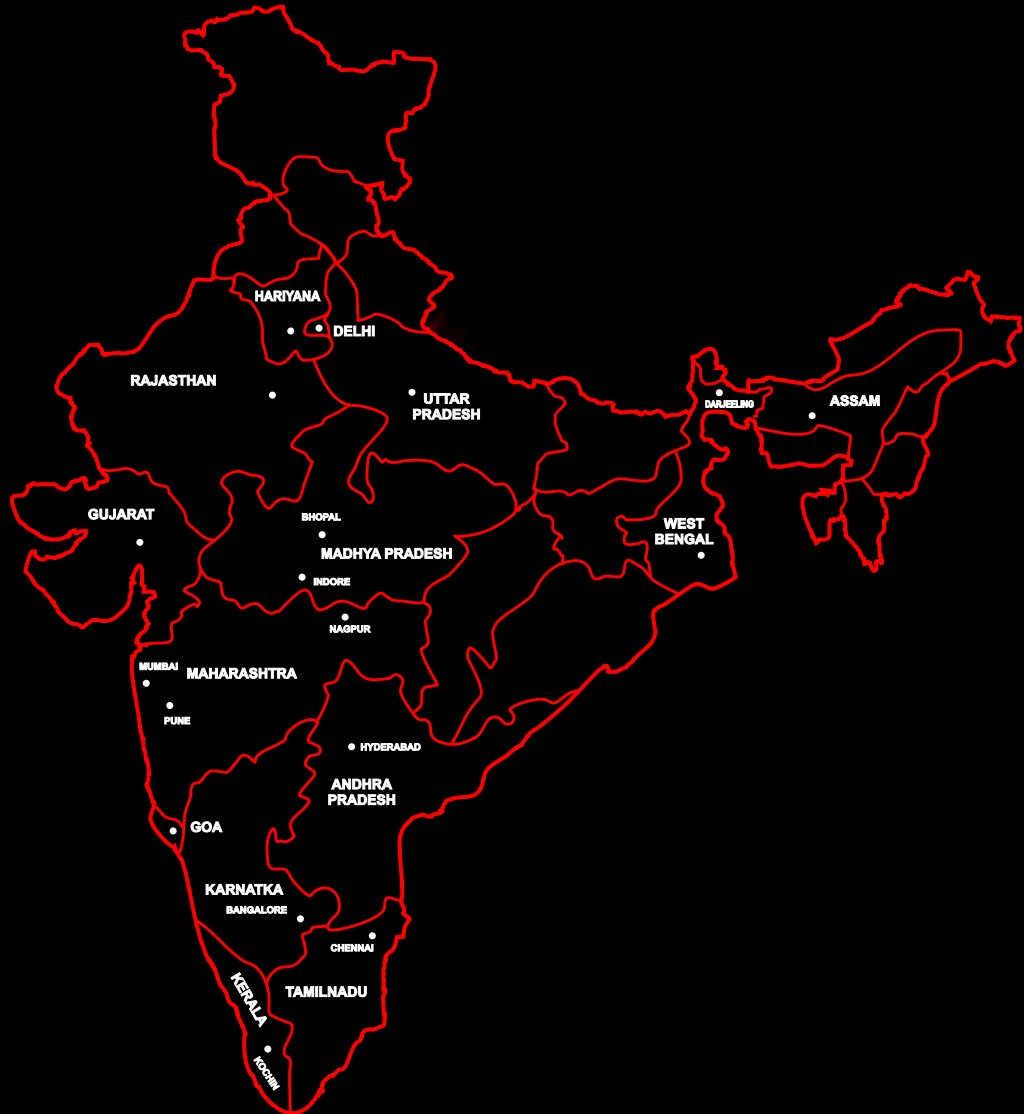 HARIYANA
DELHI
RAJASTHAN
UTTAR
PRADESH
DARJEELING
ASSAM
GUJARAT
BHOPAL
WEST
BENGAL
MADHYA PRADESH
INDORE
NAGPUR
MUMBAI
MAHARASHTRA
PUNE
HYDERABAD
ANDHRA
PRADESH
GOA
KARNATKA
BANGALORE
CHENNAI
KERALA
TAMILNADU
KOCHIN